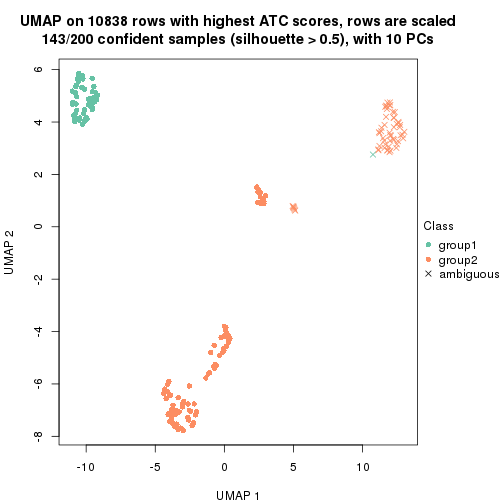 UMAP on 10838 rows with highest ATC scores, rows are scaled
143/200 confident samples (silhouette > 0.5), with 10 PCs
6
4
2
0
-2
-4
-6
-8
UMAP 2
-10
-5
0
5
10
UMAP 1
Class
group1
group2
ambiguous